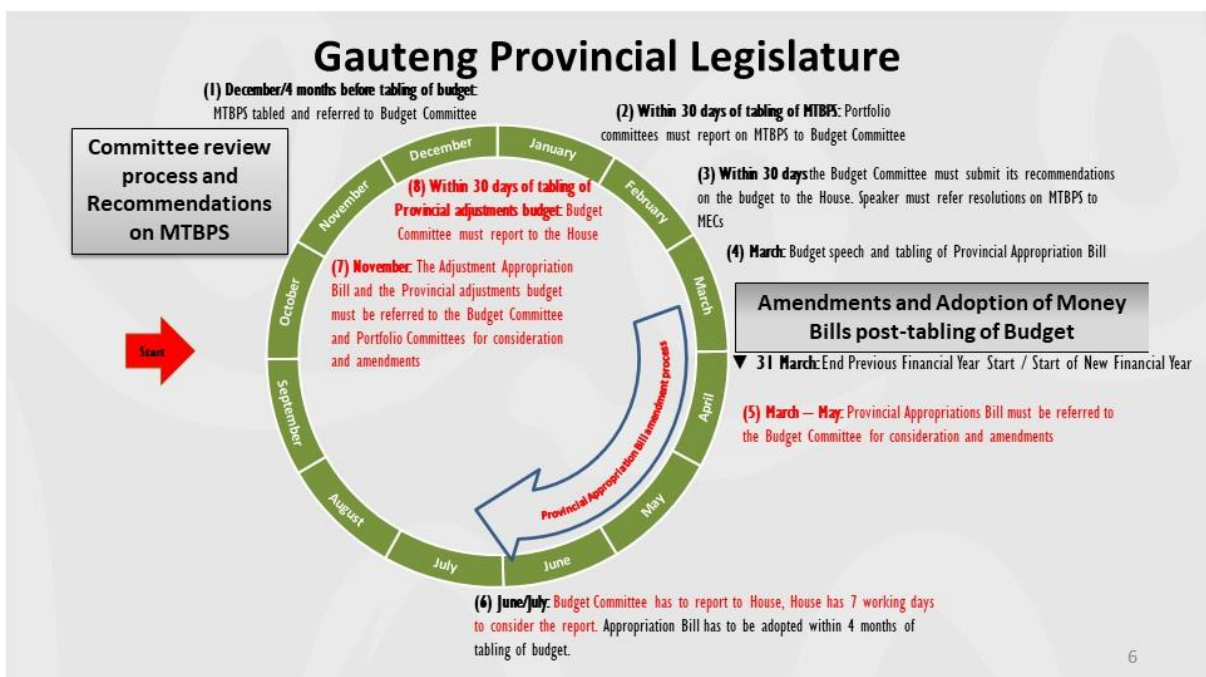 Gauteng Provincial Legislature
(1) December/4 months before tabling of budget:
MTBPS tabled and referred to Budget Committee
(2) Within 30 days of tabling of MTBPS: Portfolio
committees must report on MTBPS to Budget Committee
Committee review
process and
Recommendations
on MTBPS
(3) Within 30 days the Budget Committee must submit its recommendations
on the budget to the House. Speaker must refer resolutions on MTBPS to
MECs
(4) March: Budget speech and tabling of Provincial Appropriation Bill
Amendments and Adoption of Money
Bills post-tabling of Budget
▼ 31 March: End Previous Financial Year Start / Start of New Financial Year
(5) March – May: Provincial Appropriations Bill must be referred to
the Budget Committee for consideration and amendments
(8) Within 30 days of tabling of
Provincial adjustments budget: Budget
Committee must report to the House
(7) November: The Adjustment Appropriation
Bill and the Provincial adjustments budget
must be referred to the Budget Committee
and Portfolio Committees for consideration
and amendments
Start
January
February
March
April
May
June
July
August
September
October
November
December
Provincial Appropriation Bill amendment process
(6) June/July: Budget Committee has to report to House, House has 7 working days
to consider the report. Appropriation Bill has to be adopted within 4 months of
tabling of budget.
6